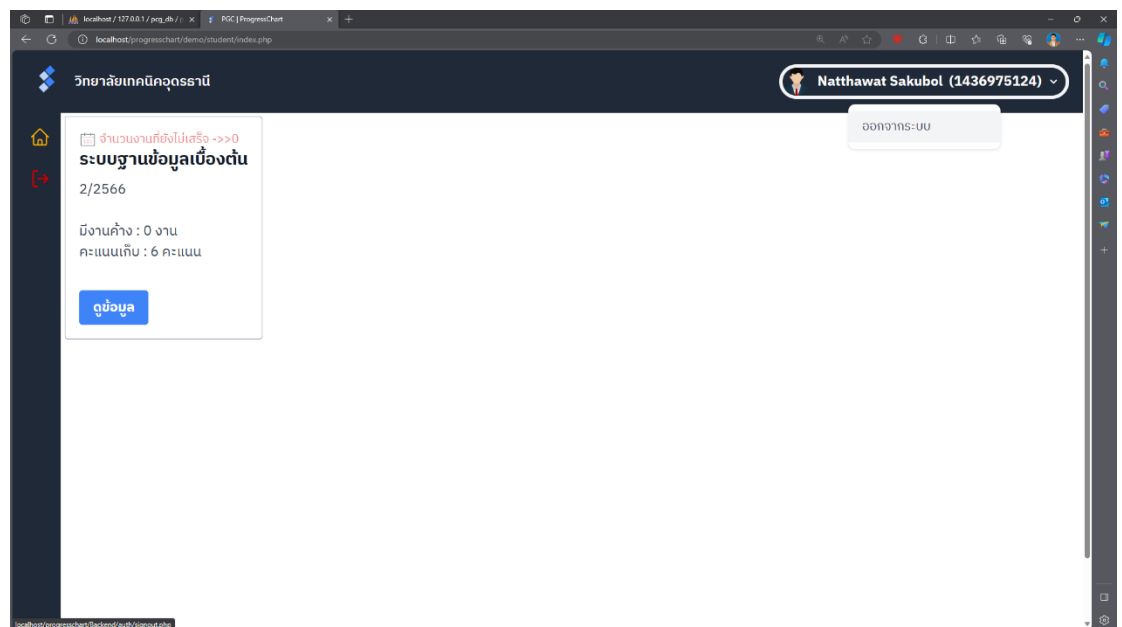 localhost / 127.0.0.1 / pcg_db / p
PGC | ProgressChart
localhost/progresschart/demo/student/index.php
วิทยาลัยเทคนิคอุดรธานี
Natthawat Sakubol (1436975124)
ออกจากระบบ
จำนวนงานที่ยังไม่เสร็จ ->>0
ระบบฐานข้อมูลเบื้องต้น
2/2566
มีงานค้าง : 0 งาน
คะแนนเก็บ : 6 คะแนน
ดูข้อมูล
localhost/progresschart/Backend/auth/signout.php